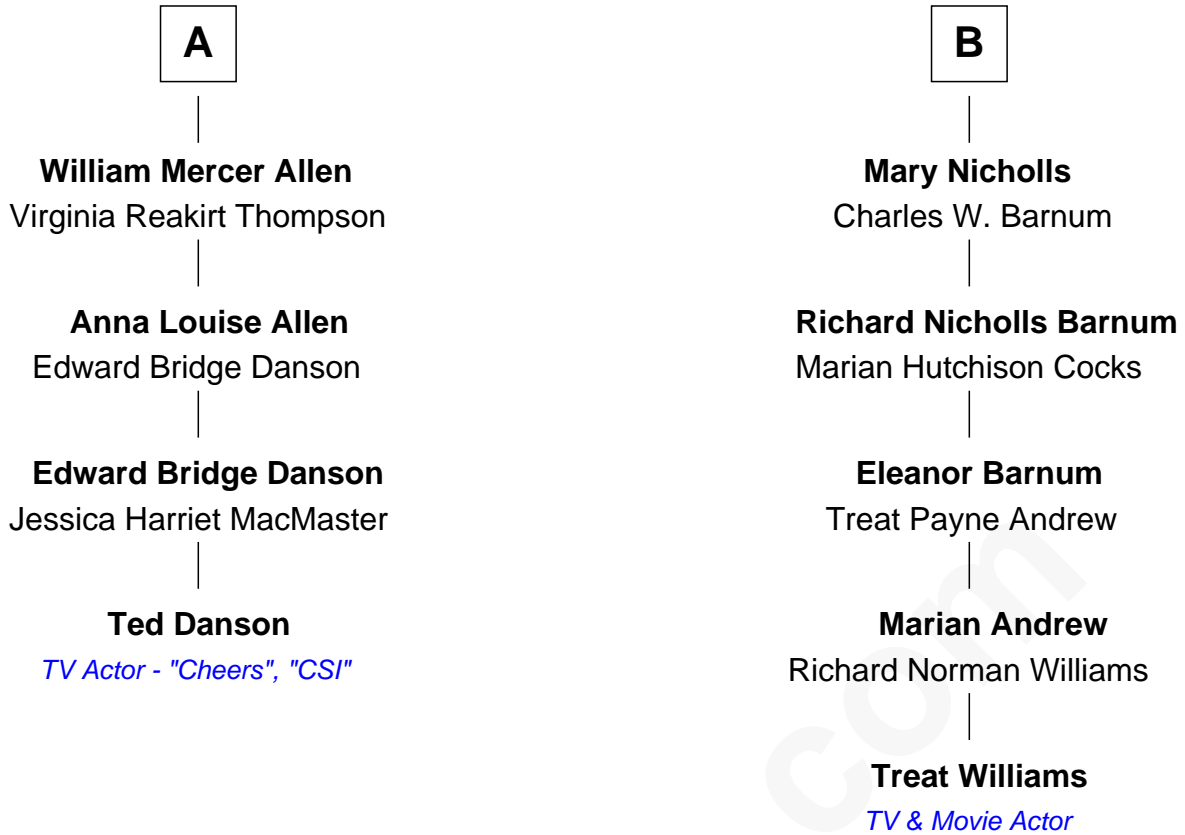 A
William Mercer Allen
Virginia Reakirt Thompson
Anna Louise Allen
Edward Bridge Danson
Edward Bridge Danson
Jessica Harriet MacMaster
Ted Danson
TV Actor - "Cheers", "CSI"
B
Mary Nicholls
Charles W. Barnum
Richard Nicholls Barnum
Marian Hutchison Cocks
Eleanor Barnum
Treat Payne Andrew
Marian Andrew
Richard Norman Williams
Treat Williams
TV & Movie Actor
com